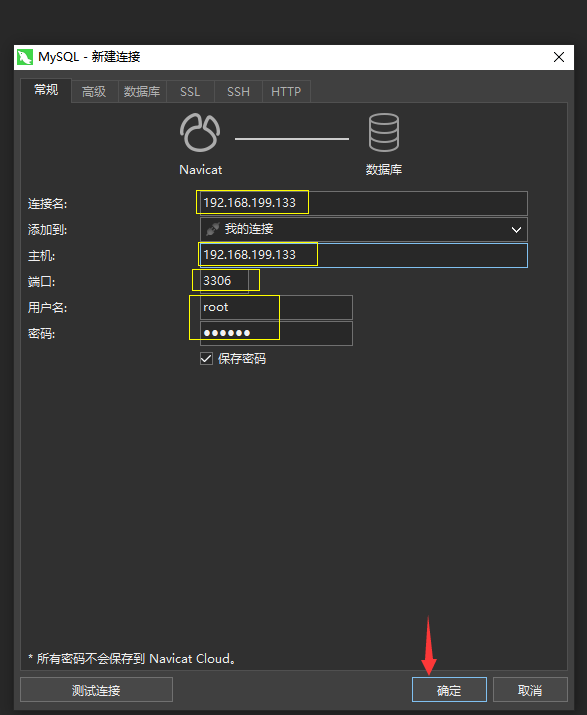 MySQL - 新建连接
常规 高级 数据库 SSL SSH HTTP
Navicat 数据库
连接名: 192.168.199.133
添加到: 我的连接
主机: 192.168.199.133
端口: 3306
用户名: root
密码: ●●●●●●
保存密码
* 所有密码不会保存到 Navicat Cloud。
测试连接 确定 取消